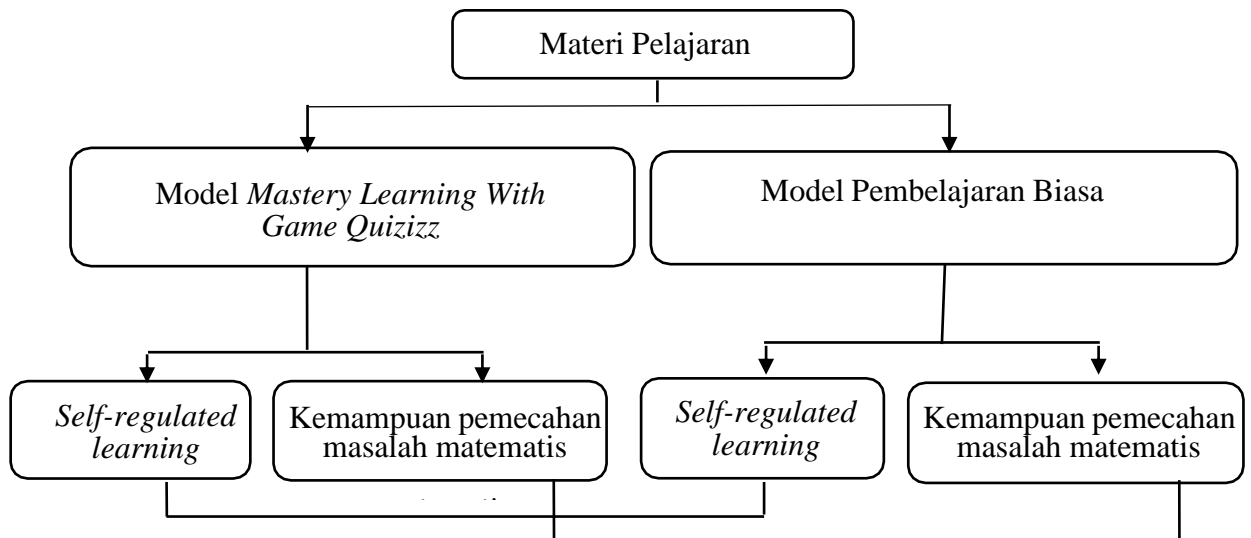 Materi Pelajaran
Model Mastery Learning With
Game Quizizz
Model Pembelajaran Biasa
Self-regulated
learning
Kemampuan pemecahan
masalah matematis
Self-regulated
learning
Kemampuan pemecahan
masalah matematis